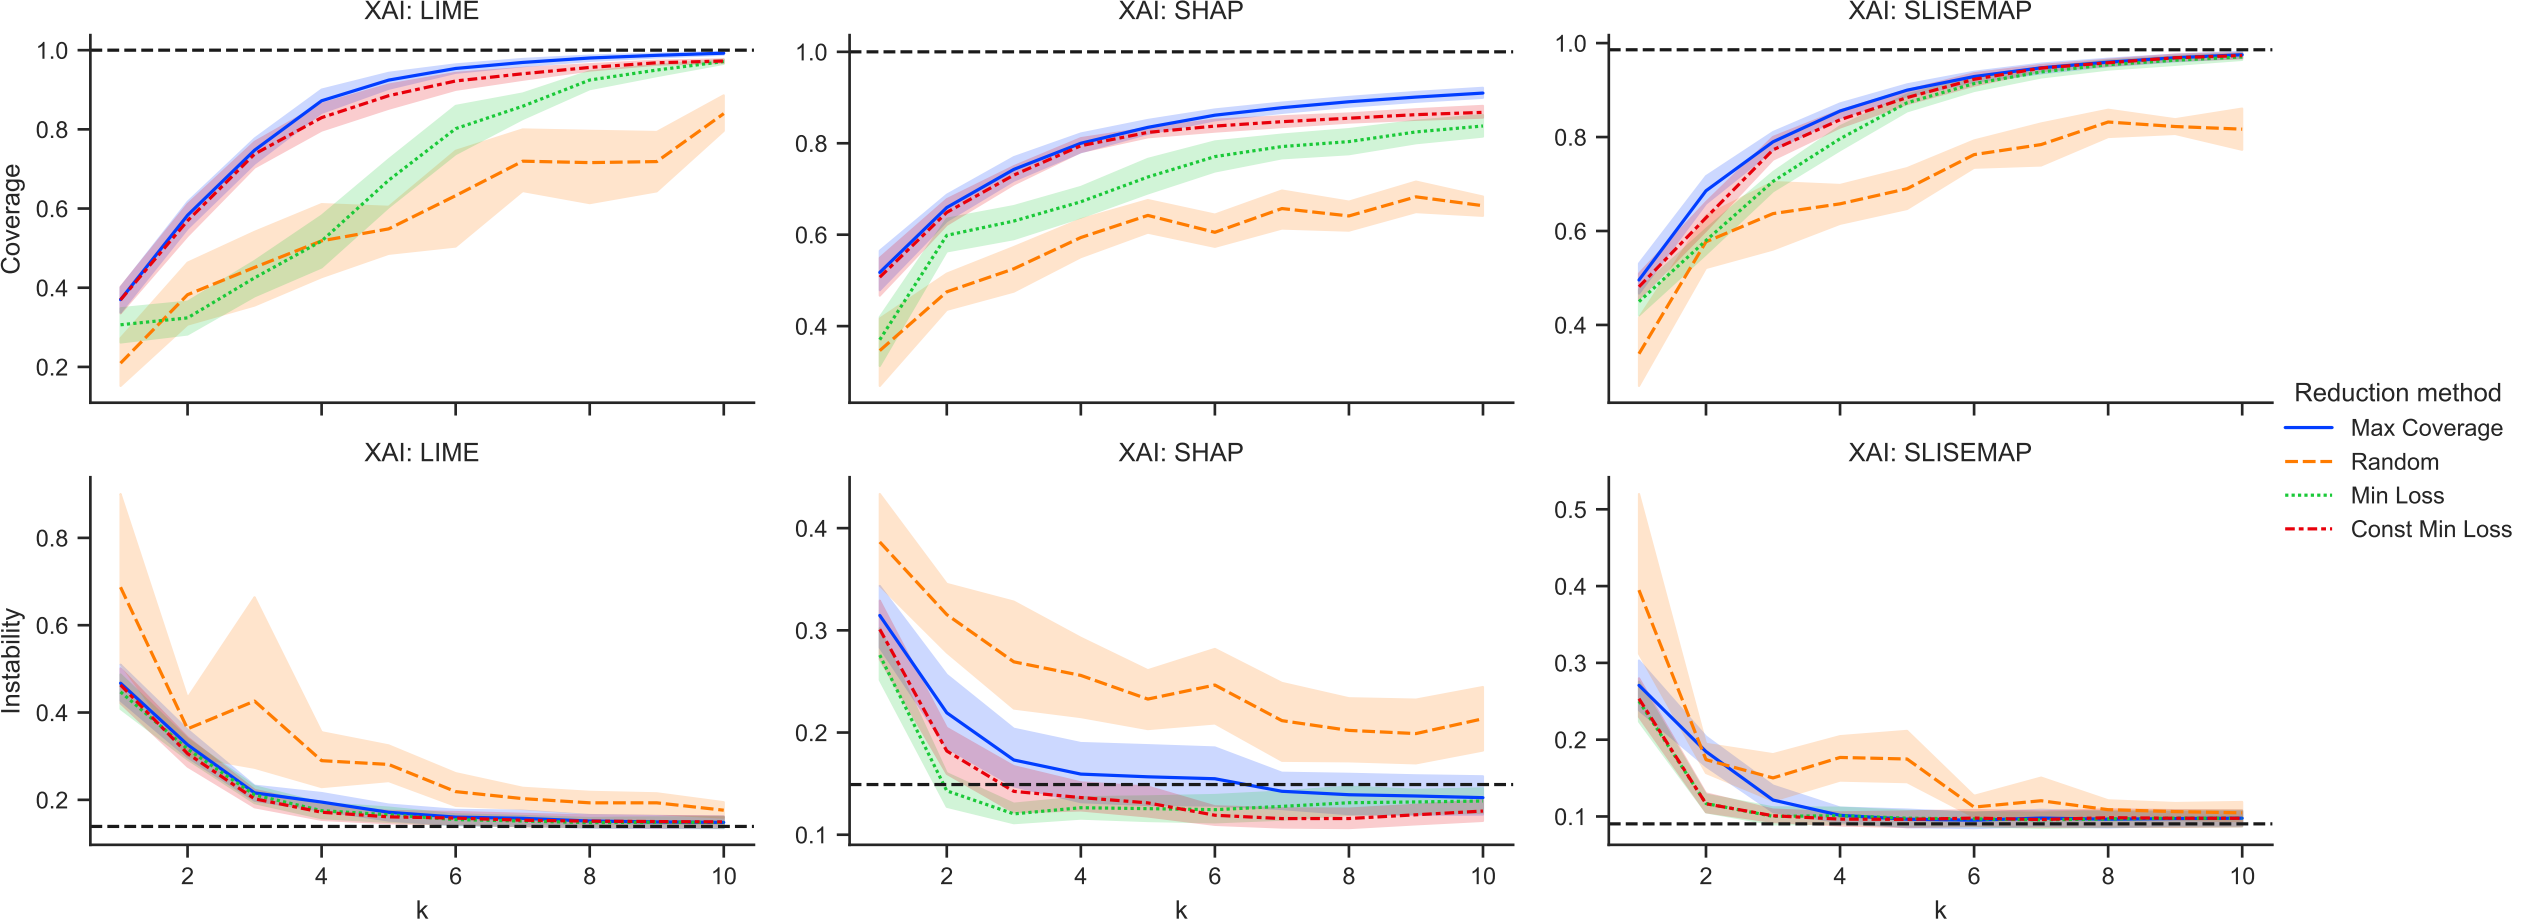 XAI: LIME
XAI: SHAP
XAI: SLISEMAP
Coverage
1.0
0.8
0.6
0.4
0.2
1.0
0.8
0.6
0.4
1.0
0.8
0.6
0.4
Reduction method
Max Coverage
Random
Min Loss
Const Min Loss
XAI: LIME
XAI: SHAP
XAI: SLISEMAP
Instability
0.8
0.6
0.4
0.2
0.4
0.3
0.2
0.1
0.5
0.4
0.3
0.2
0.1
2 4 6 8 10
2 4 6 8 10
2 4 6 8 10
k
k
k